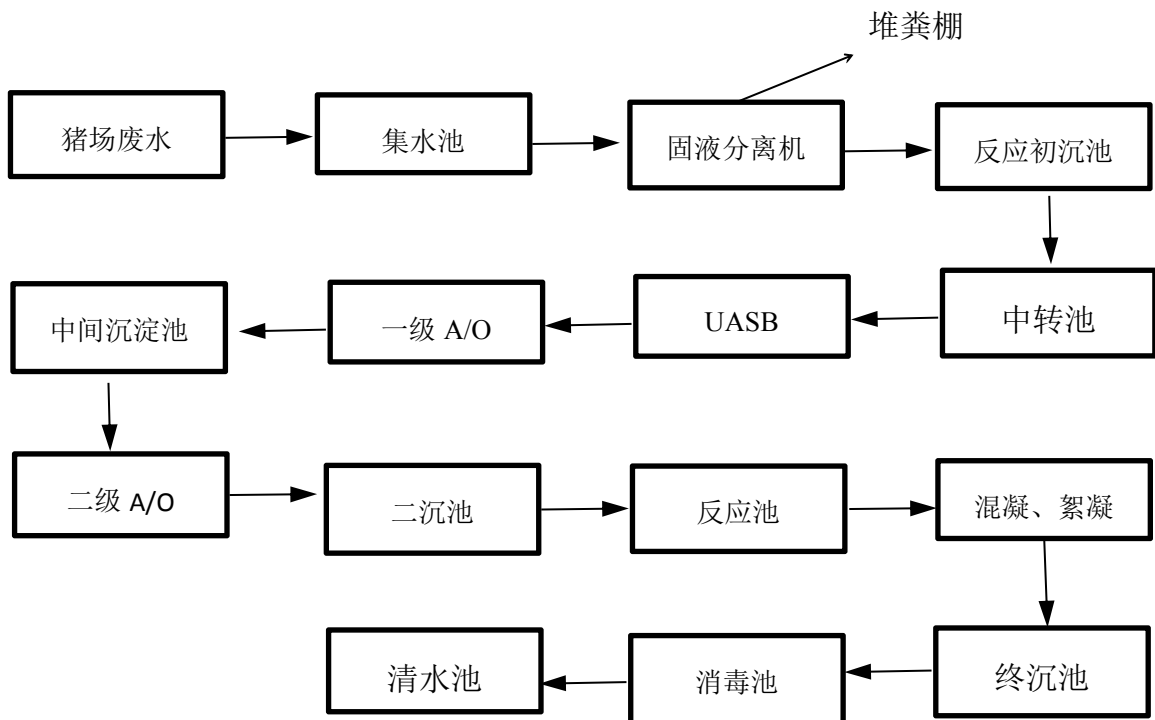 堆粪棚
猪场废水
集水池
固液分离机
反应初沉池
中间沉淀池
一级 A/O
UASB
中转池
二级 A/O
二沉池
反应池
混凝、絮凝
清水池
消毒池
终沉池